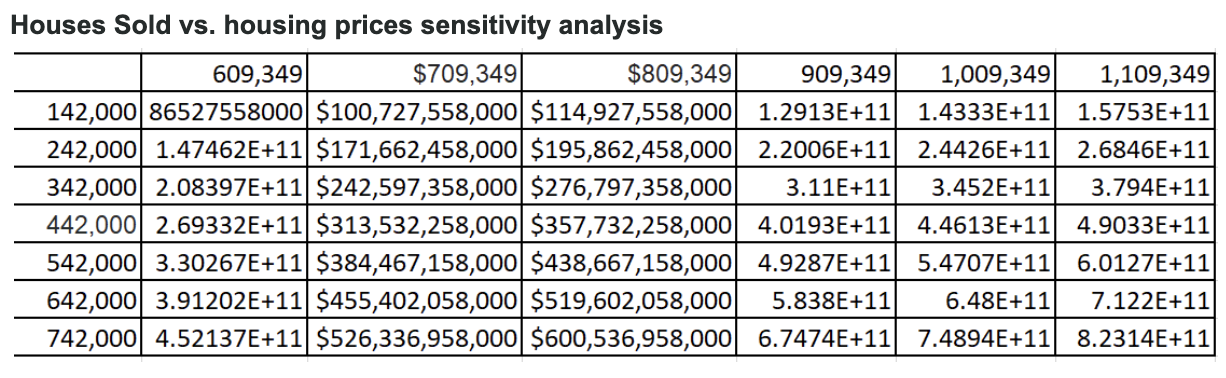 Houses Sold vs. housing prices sensitivity analysis
609,349 $709,349 $809,349 909,349 1,009,349 1,109,349
142,000 86527558000 $100,727,558,000 $114,927,558,000 1.2913E+11 1.4333E+11 1.5753E+11
242,000 1.47462E+11 $171,662,458,000 $195,862,458,000 2.2006E+11 2.4426E+11 2.6846E+11
342,000 2.08397E+11 $242,597,358,000 $276,797,358,000 3.11E+11 3.452E+11 3.794E+11
442,000 2.69332E+11 $313,532,258,000 $357,732,258,000 4.0193E+11 4.4613E+11 4.9033E+11
542,000 3.30267E+11 $384,467,158,000 $438,667,158,000 4.9287E+11 5.4707E+11 6.0127E+11
642,000 3.91202E+11 $455,402,058,000 $519,602,058,000 5.838E+11 6.48E+11 7.122E+11
742,000 4.52137E+11 $526,336,958,000 $600,536,958,000 6.7474E+11 7.4894E+11 8.2314E+11